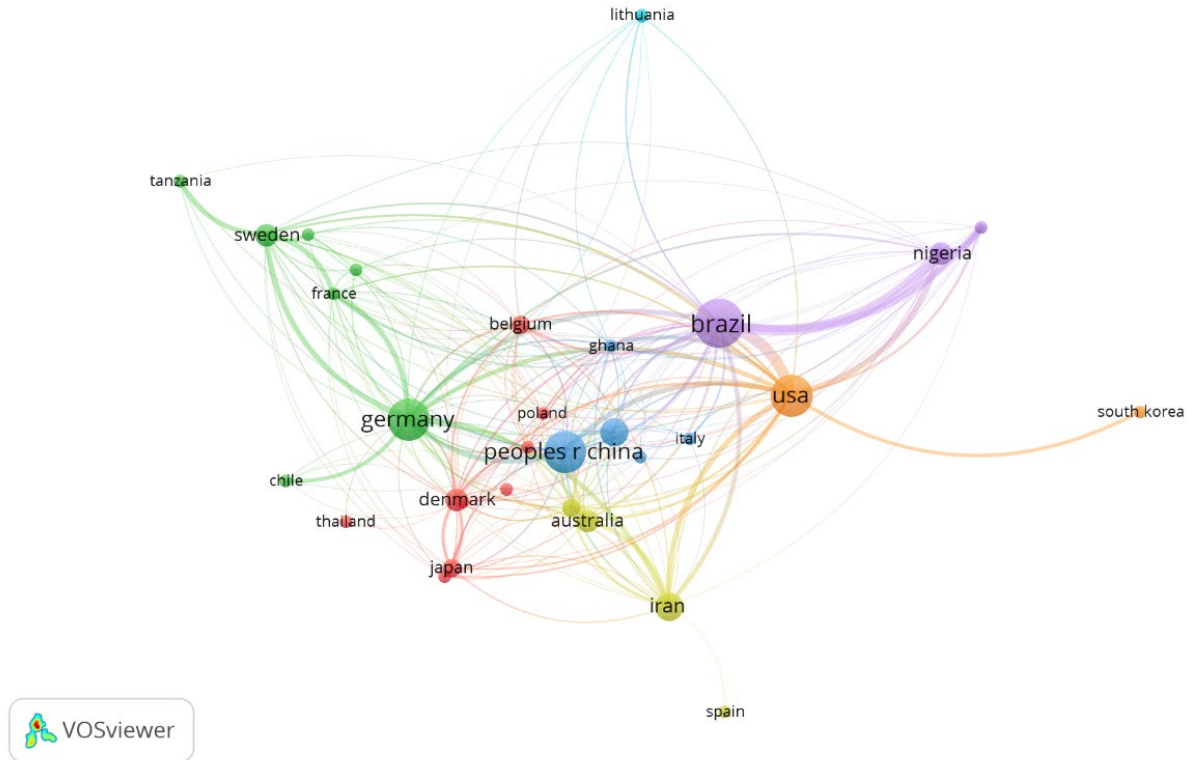 lithuania
tanzania
sweden
nigeria
france
belgium
brazil
ghana
usa
south korea
poland
germany
italy
peoples r china
chile
denmark
thailand
australia
japan
iran
spain
VOSviewer